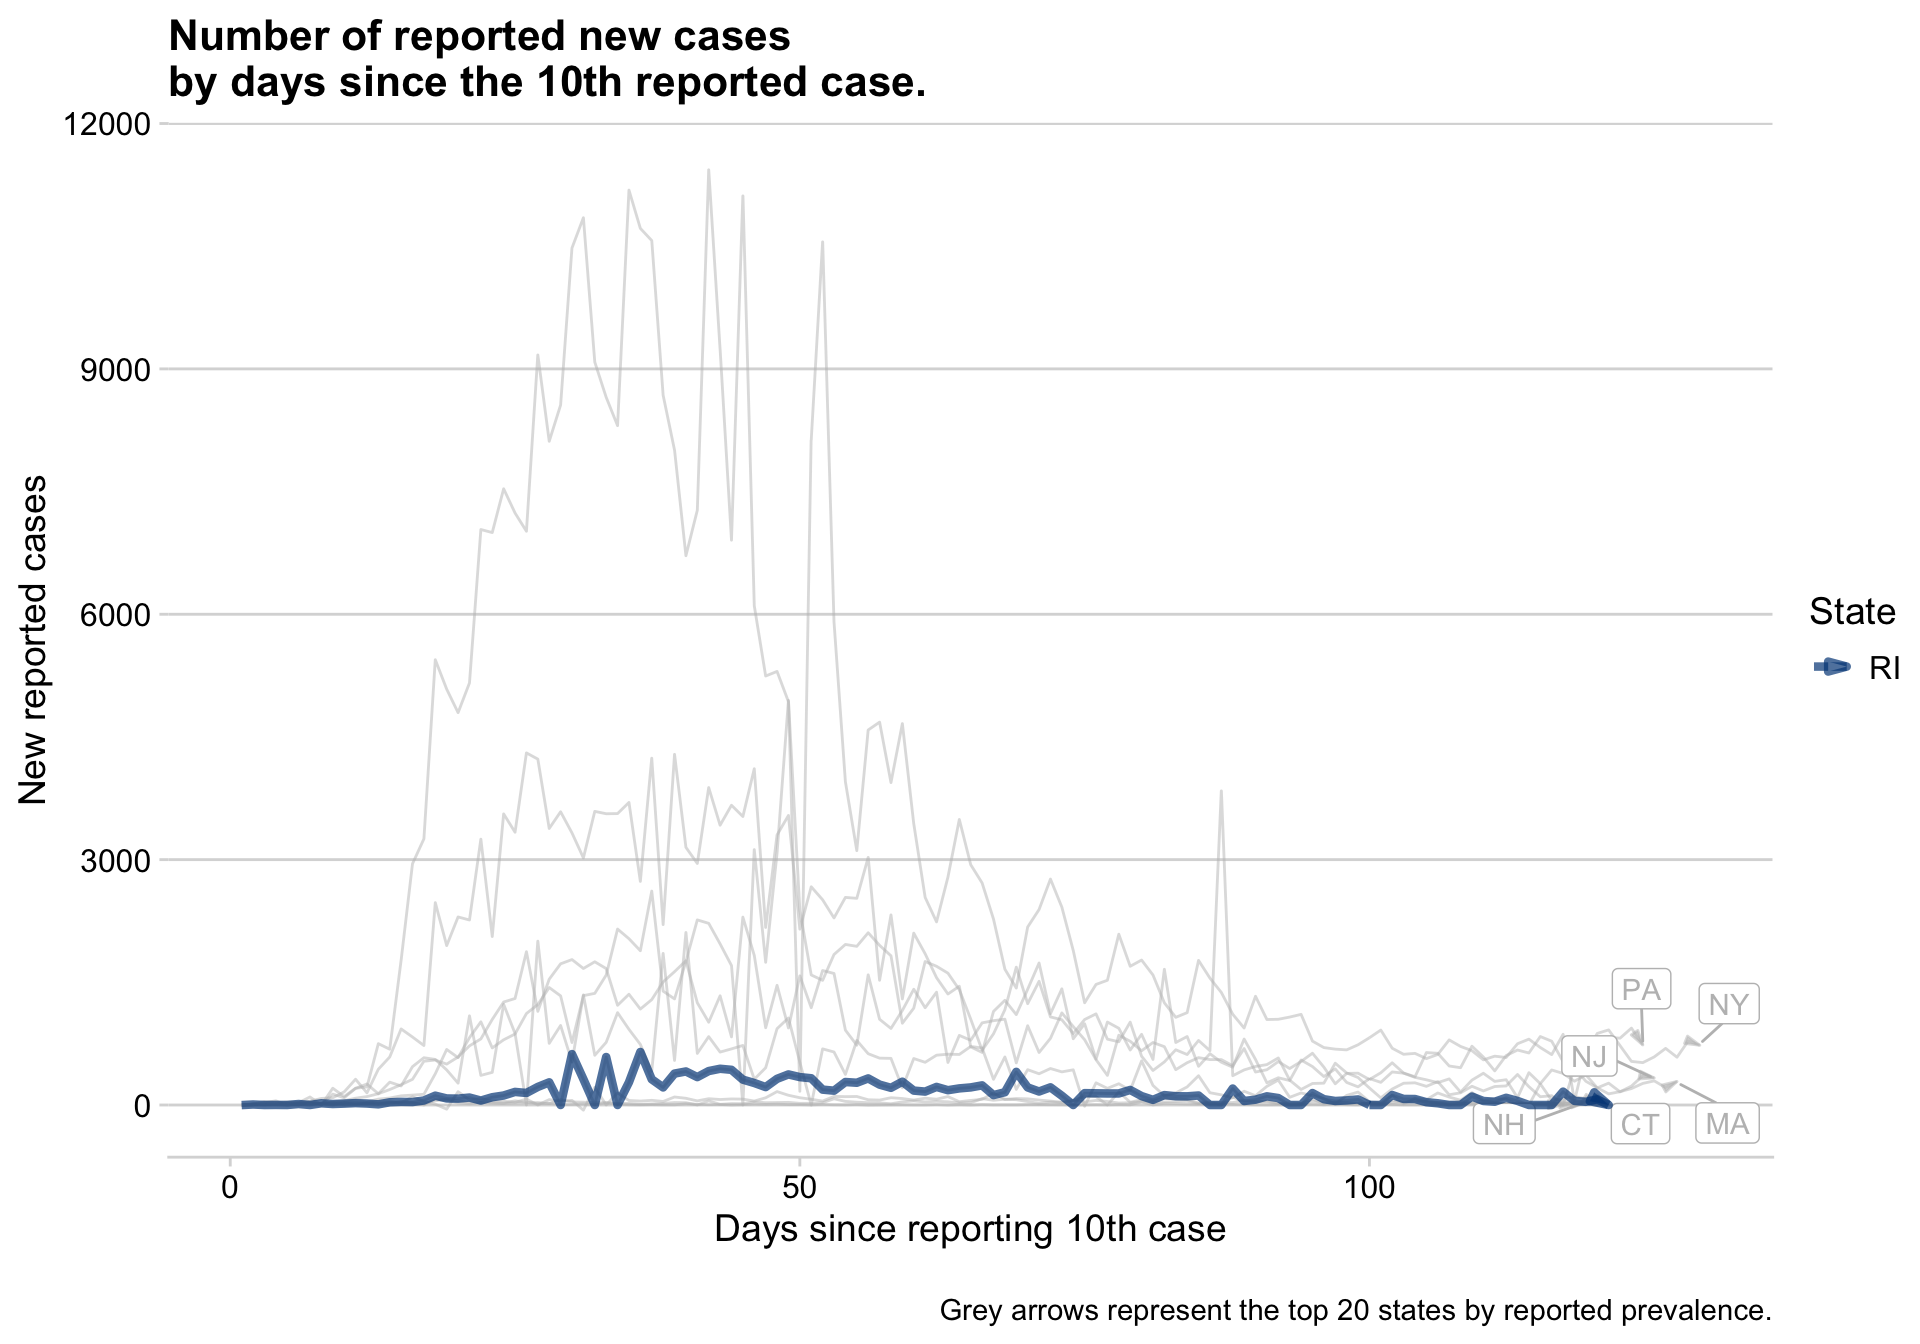 Number of reported new cases
by days since the 10th reported case.
12000
9000
6000
3000
0
New reported cases
0
50
100
Days since reporting 10th case
PA
NY
NJ
NH
CT
MA
State
RI
Grey arrows represent the top 20 states by reported prevalence.